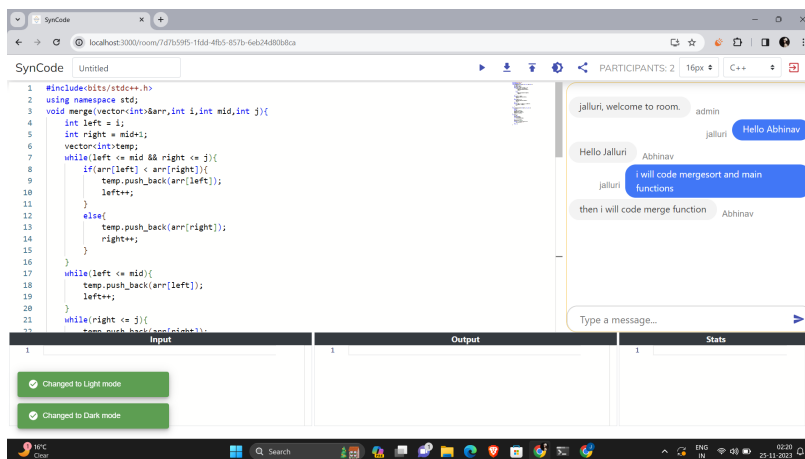 SynCode
localhost:3000/room/7d7b59f5-1fdd-4fb5-857b-6eb24d80b8ca
SynCode Untitled PARTICIPANTS: 2 16px C++
1 #include<bits/stdc++.h>
2 using namespace std;
3 void merge(vector<int>&arr,int i,int mid,int j){
4 int left = i;
5 int right = mid+1;
6 vector<int>temp;
7 while(left <= mid && right <= j){
8 if(arr[left] < arr[right]){
9 temp.push_back(arr[left]);
10 left++;
11 }
12 else{
13 temp.push_back(arr[right]);
14 right++;
15 }
16 }
17 while(left <= mid){
18 temp.push_back(arr[left]);
19 left++;
20 }
21 while(right <= j){
22 temp.push_back(arr[right]);
jalluri, welcome to room. admin
jalluri Hello Abhinav
Hello Jalluri Abhinav
jalluri i will code mergesort and main
functions
then i will code merge function Abhinav
Type a message...
Input Output Stats
1 1 1
Changed to Light mode
Changed to Dark mode
16°C
Clear
Search
ENG
IN
02:20
25-11-2023